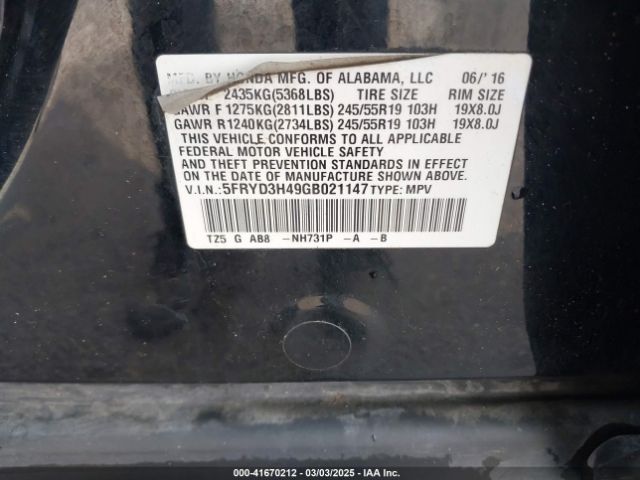 MFD. BY HONDA MFG. OF ALABAMA, LLC 06/'16
2435KG(5368LBS) TIRE SIZE RIM SIZE
GAWR F 1275KG(2811LBS) 245/55R19 103H 19X8.0J
GAWR R1240KG(2734LBS) 245/55R19 103H 19X8.0J
THIS VEHICLE CONFORMS TO ALL APPLICABLE
FEDERAL MOTOR VEHICLE SAFETY
AND THEFT PREVENTION STANDARDS IN EFFECT
ON THE DATE OF MANUFACTURE SHOWN ABOVE.
V.I.N.: 5FRYD3H49GB021147 TYPE: MPV
TZ5 G AB8 -NH731P -A -B
000-41670212 - 03/03/2025 - IAA Inc.